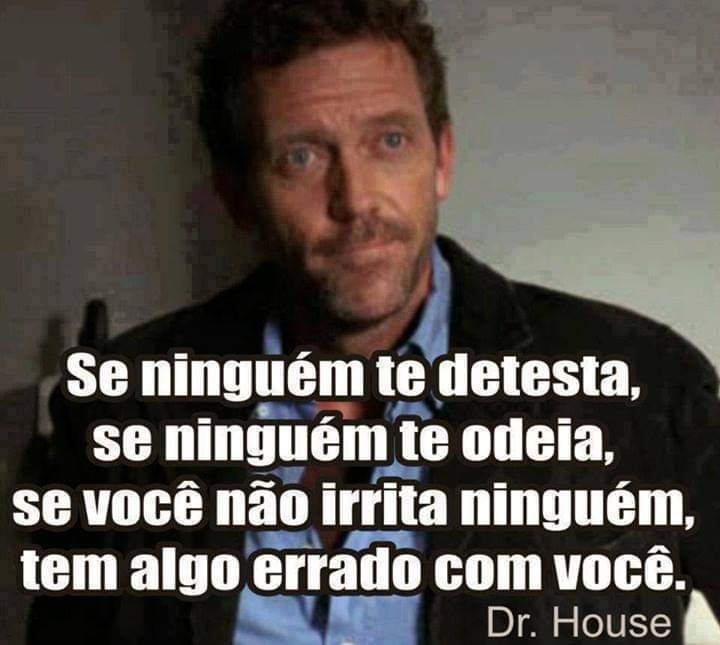 Se ninguém te detesta,
se ninguém te odeia,
se você não irrita ninguém,
tem algo errado com você.
Dr. House